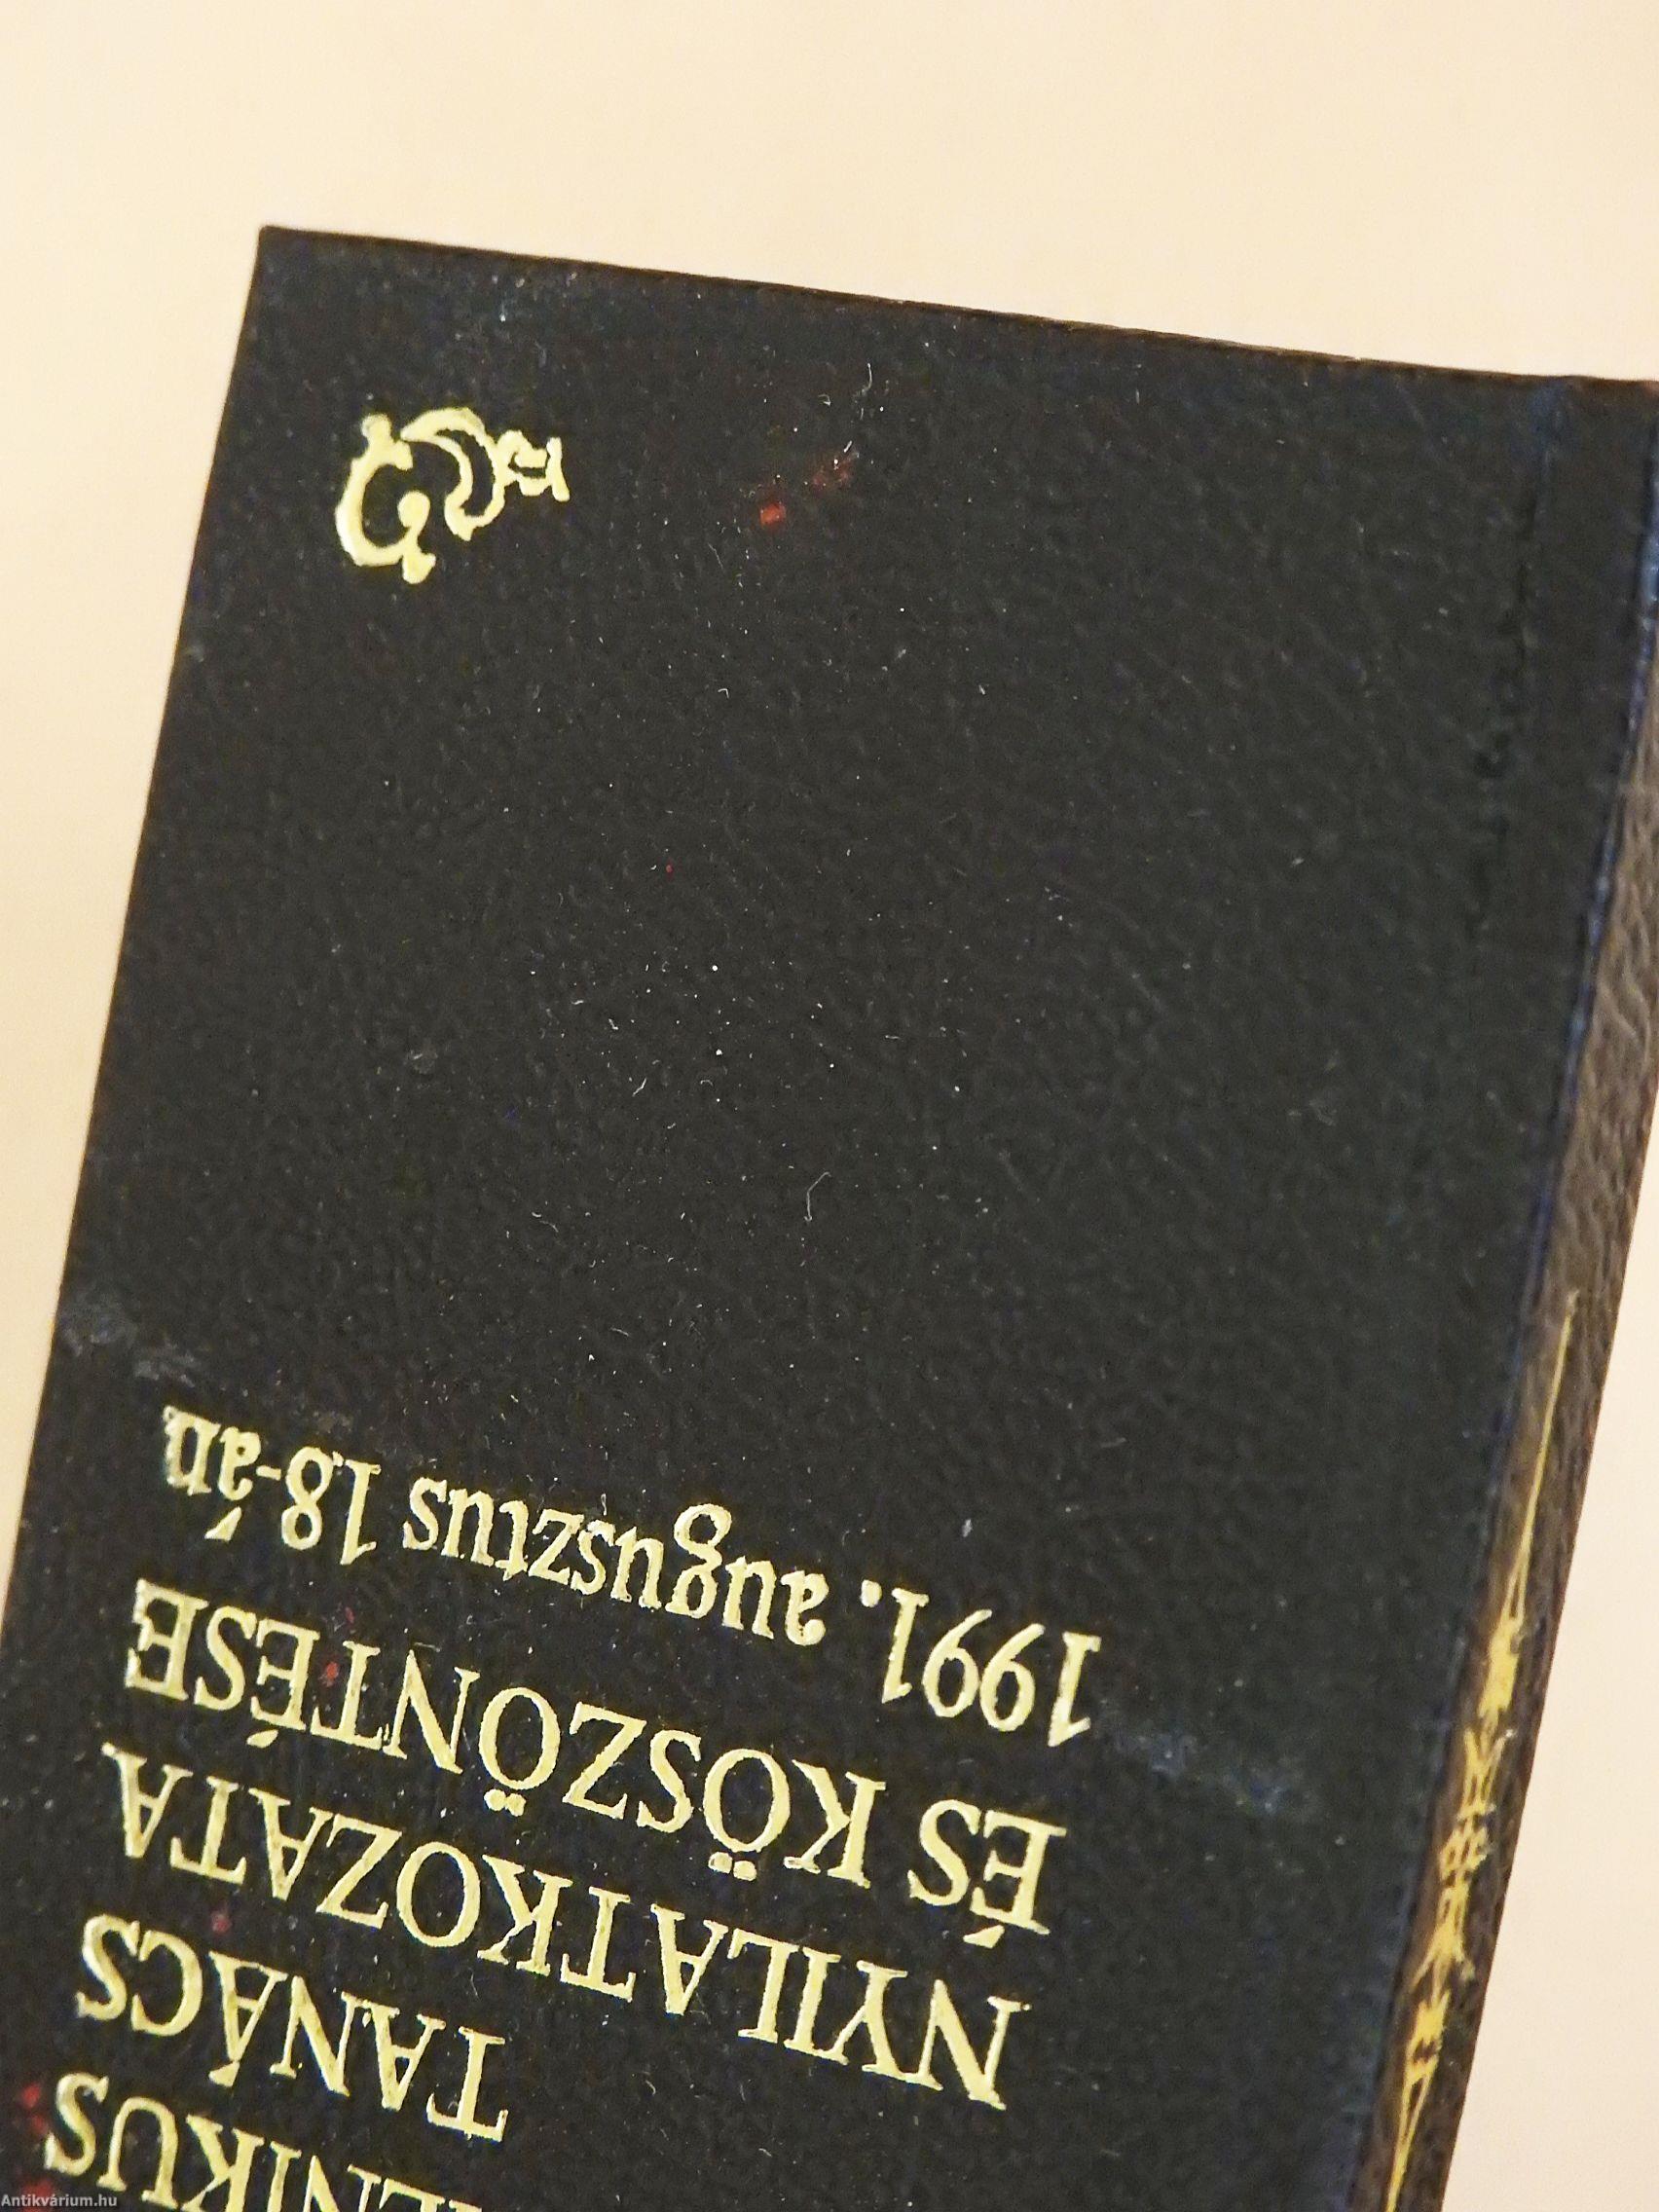 TANÁCS
NYILATKOZATA
ÉS KÖSZÖNTÉSE
1991. augusztus 18-án
Antikvárium.hu